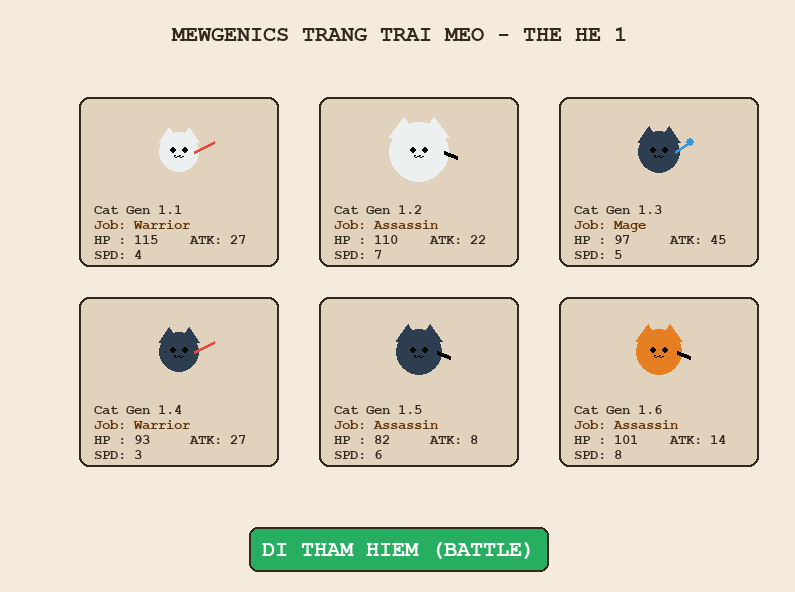 MEWGENICS TRANG TRAI MEO - THE HE 1
Cat Gen 1.1
Job: Warrior
HP : 115    ATK: 27
SPD: 4
Cat Gen 1.2
Job: Assassin
HP : 110    ATK: 22
SPD: 7
Cat Gen 1.3
Job: Mage
HP : 97     ATK: 45
SPD: 5
Cat Gen 1.4
Job: Warrior
HP : 93     ATK: 27
SPD: 3
Cat Gen 1.5
Job: Assassin
HP : 82     ATK: 8
SPD: 6
Cat Gen 1.6
Job: Assassin
HP : 101    ATK: 14
SPD: 8
DI THAM HIEM (BATTLE)